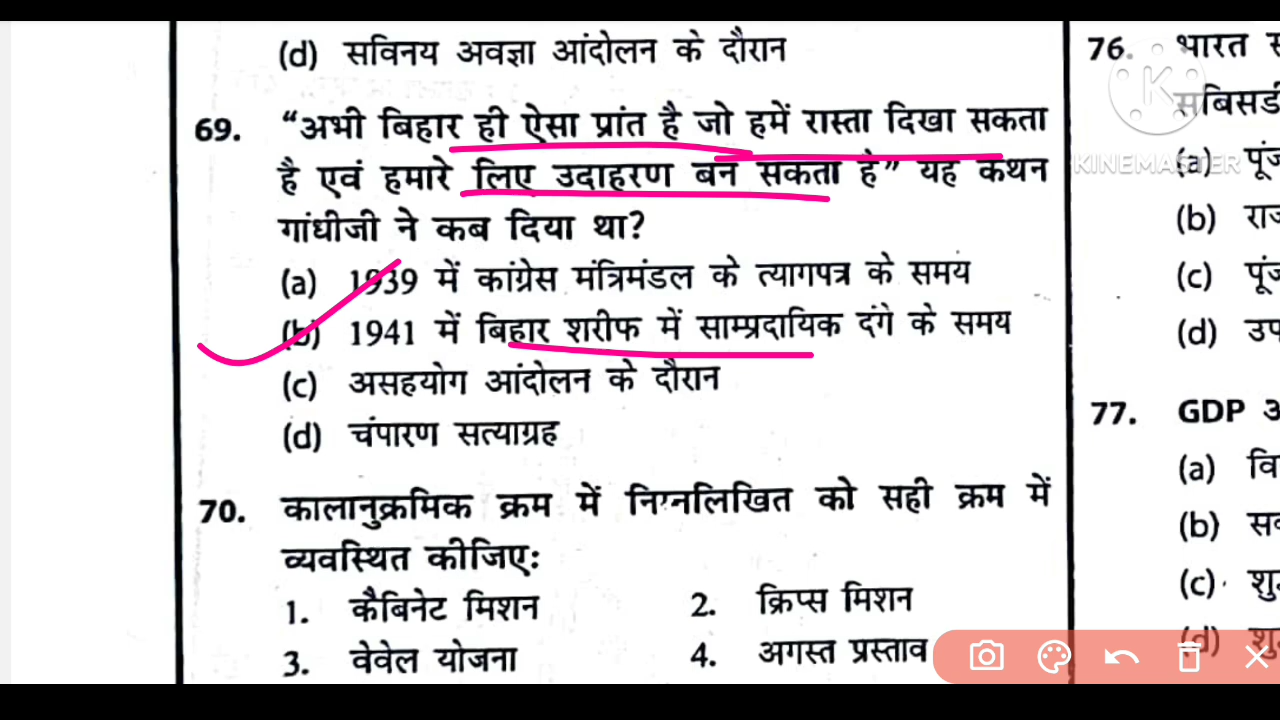 (d) सविनय अवज्ञा आंदोलन के दौरान
69. “अभी बिहार ही ऐसा प्रांत है जो हमें रास्ता दिखा सकता
है एवं हमारे लिए उदाहरण बन सकता है” यह कथन
गांधीजी ने कब दिया था?
(a) 1939 में कांग्रेस मंत्रिमंडल के त्यागपत्र के समय
(b) 1941 में बिहार शरीफ में साम्प्रदायिक दंगे के समय
(c) असहयोग आंदोलन के दौरान
(d) चंपारण सत्याग्रह
70. कालानुक्रमिक क्रम में निम्नलिखित को सही क्रम में
व्यवस्थित कीजिए:
1. कैबिनेट मिशन 2. क्रिप्स मिशन
3. वेवेल योजना 4. अगस्त प्रस्ताव
76. भारत
सबिसडी
(a)
(b)
(c)
(d)
77. GDP
(a)
(b)
(c)
(d)
K
KINEMASTER